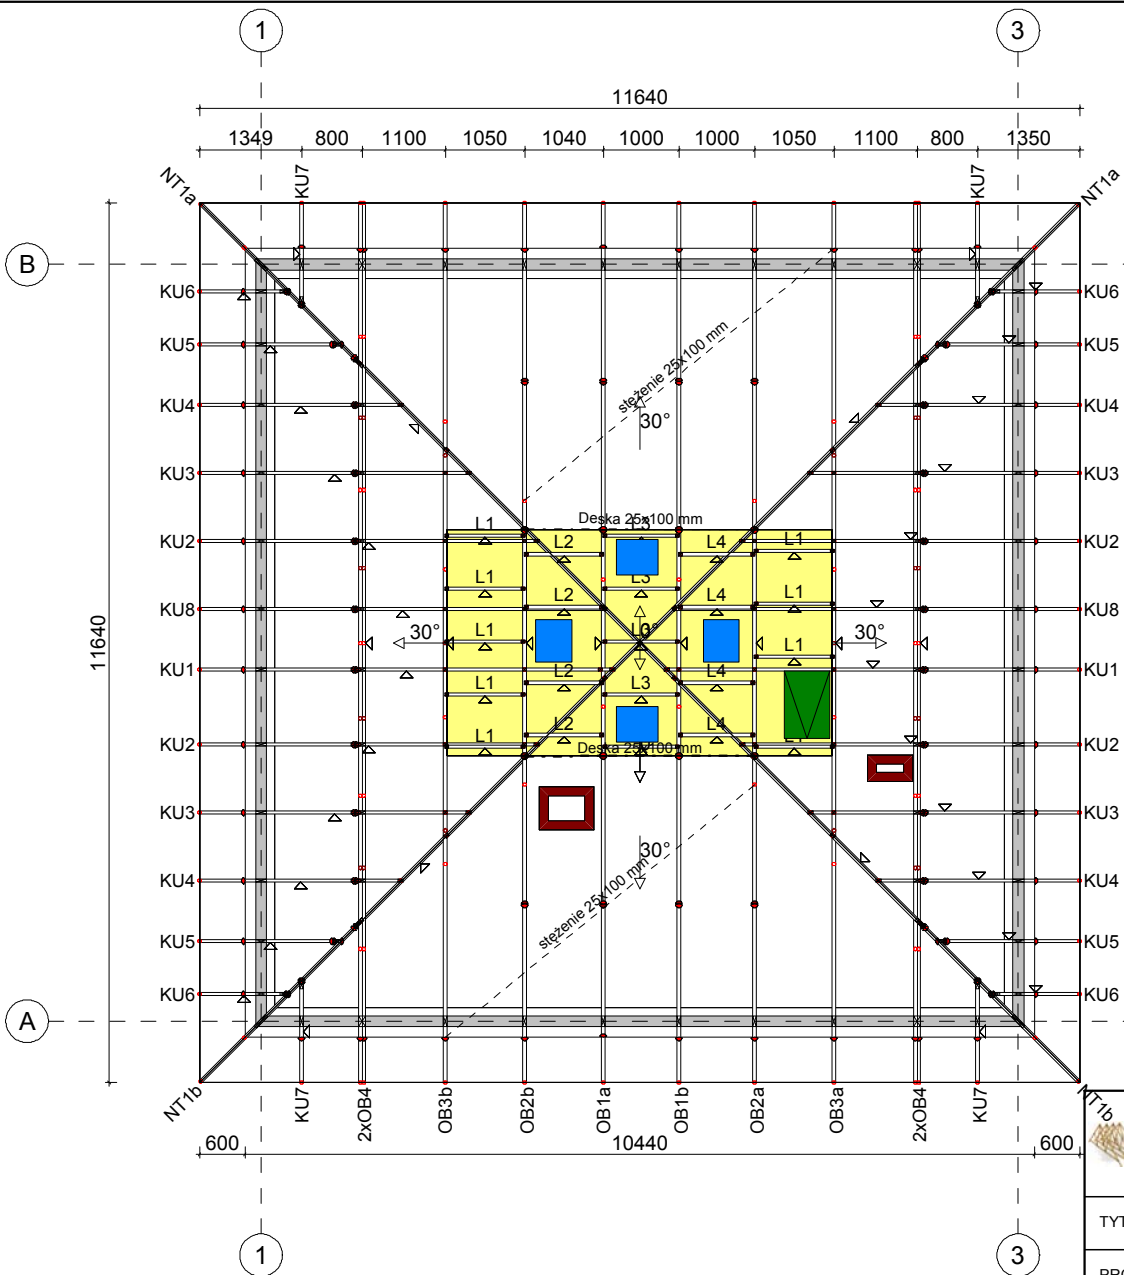 1 3
11640
1349 800 1100 1050 1040 1000 1000 1050 1100 800 1350
NT1a KU7 KU7 NT1a
B
KU6 KU6
KU5 KU5
stężenie 25x100 mm
KU4 KU4
30°
KU3 KU3
Deska 25x100 mm
L1 L3
KU2 L2 L4 L1 KU2
L1 L3
KU8 L2 L4 L1 KU8
11640
30° L1 L3 0° 30°
L1
KU1 L2 L4 KU1
L1 L3
L2 L4
KU2 L1 L1 KU2
Deska 25x100 mm
KU3 KU3
30°
stężenie 25x100 mm
KU4 KU4
KU5 KU5
KU6 KU6
A
NT1b KU7 2xOB4 OB3b OB2b OB1a OB1b OB2a OB3a 2xOB4 KU7 NT1b
600 10440 600
TYT
1 3